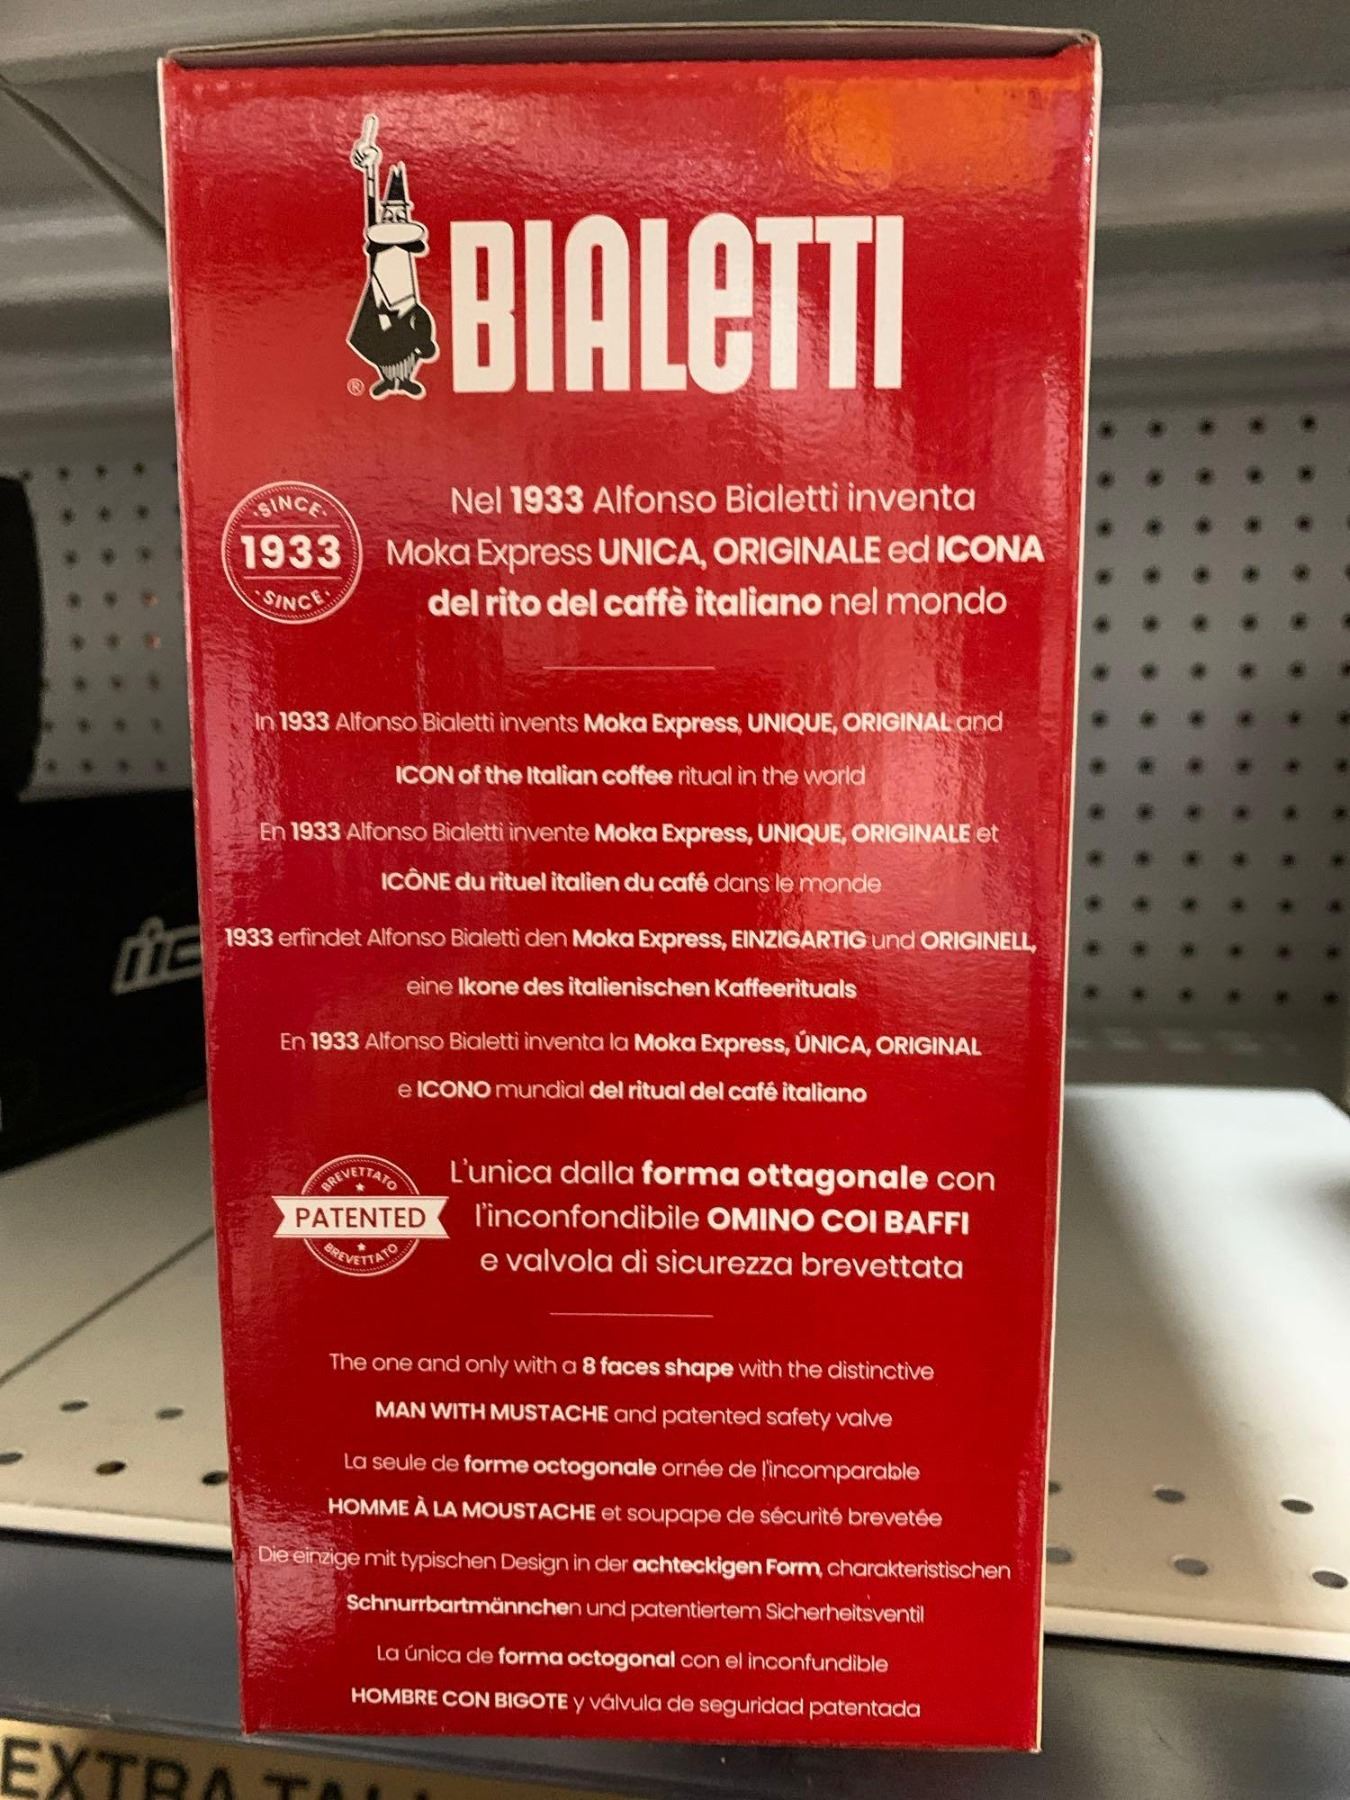 BIALETTI
®
·SINCE·
1933
·SINCE·
Nel 1933 Alfonso Bialetti inventa
Moka Express UNICA, ORIGINALE ed ICONA
del rito del caffè italiano nel mondo
In 1933 Alfonso Bialetti invents Moka Express, UNIQUE, ORIGINAL and
ICON of the Italian coffee ritual in the world
En 1933 Alfonso Bialetti invente Moka Express, UNIQUE, ORIGINALE et
ICÔNE du rituel italien du café dans le monde
1933 erfindet Alfonso Bialetti den Moka Express, EINZIGARTIG und ORIGINELL,
eine Ikone des italienischen Kaffeerituals
En 1933 Alfonso Bialetti inventa la Moka Express, ÚNICA, ORIGINAL
e ICONO mundial del ritual del café italiano
BREVETTATO
PATENTED
BREVETTATO
L'unica dalla forma ottagonale con
l'inconfondibile OMINO COI BAFFI
e valvola di sicurezza brevettata
The one and only with a 8 faces shape with the distinctive
MAN WITH MUSTACHE and patented safety valve
La seule de forme octogonale ornée de l'incomparable
HOMME À LA MOUSTACHE et soupape de sécurité brevetée
Die einzige mit typischen Design in der achteckigen Form, charakteristischen
Schnurrbartmännchen und patentiertem Sicherheitsventil
La única de forma octogonal con el inconfundible
HOMBRE CON BIGOTE y válvula de seguridad patentada
EXTRA